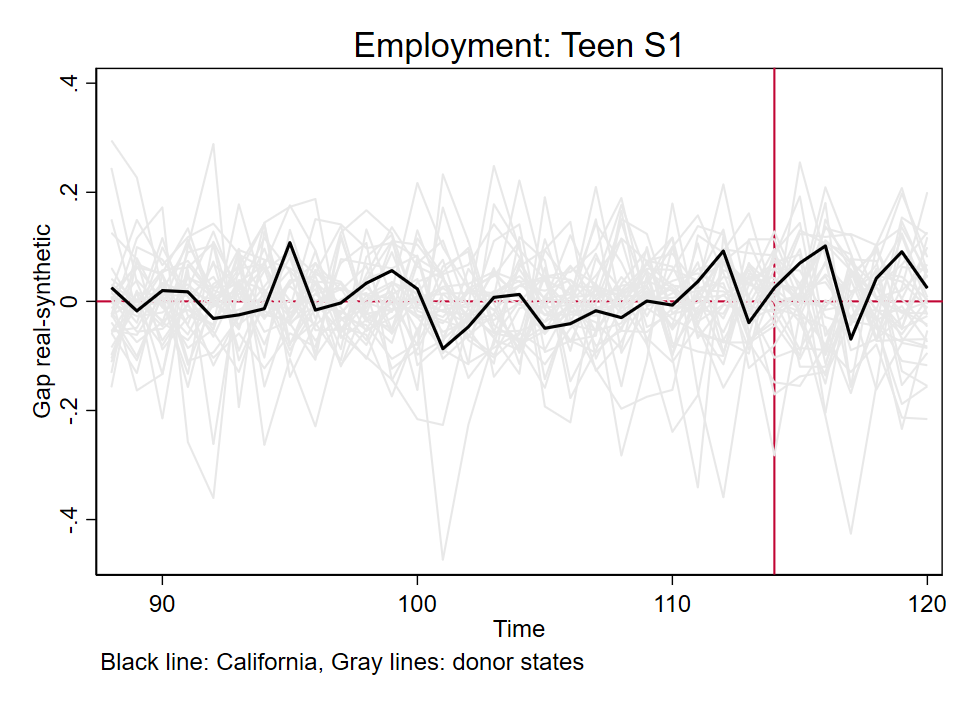 Employment: Teen S1
Gap real-synthetic
.4
.2
0
-.2
-.4
90 100 110 120
Time
Black line: California, Gray lines: donor states